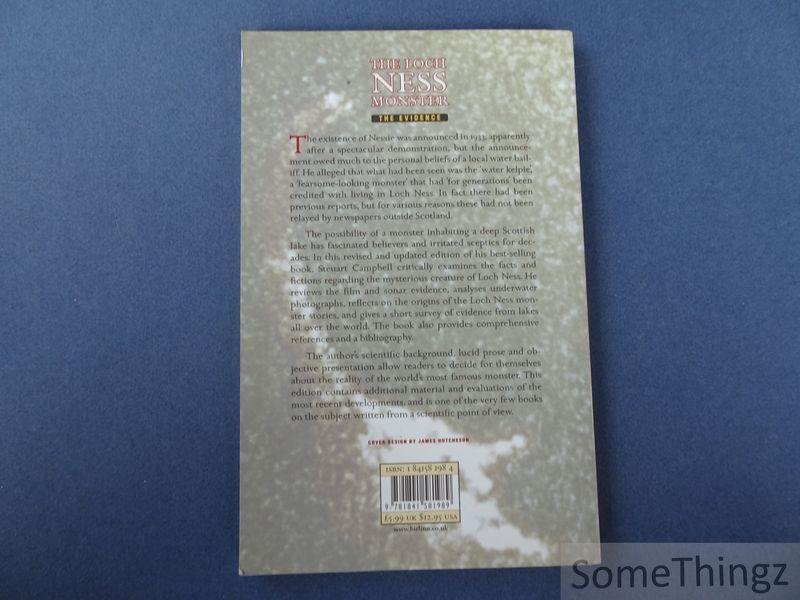 THE LOCH
NESS
MONSTER
THE EVIDENCE
The existence of Nessie was announced in 1933, apparently
after a spectacular demonstration, but the announce-
ment owed much to the personal beliefs of a local water bail-
iff. He alleged that what had been seen was the 'water kelpie',
a 'fearsome-looking monster' that had 'for generations' been
credited with living in Loch Ness. In fact there had been
previous reports, but for various reasons these had not been
relayed by newspapers outside Scotland.
The possibility of a monster inhabiting a deep Scottish
lake has fascinated believers and irritated sceptics for dec-
ades. In this revised and updated edition of his best-selling
book, Steuart Campbell critically examines the facts and
fictions regarding the mysterious creature of Loch Ness. He
reviews the film and sonar evidence, analyses underwater
photographs, reflects on the origins of the Loch Ness mon-
ster stories, and gives a short survey of evidence from lakes
all over the world. The book also provides comprehensive
references and a bibliography.
The author's scientific background, lucid prose and ob-
jective presentation allow readers to decide for themselves
about the reality of the world's most famous monster. This
edition contains additional material and evaluations of the
most recent developments, and is one of the very few books
on the subject written from a scientific point of view.
COVER DESIGN BY JAMES HUTCHESON
ISBN: 1 84158 198 4
9 781841 581989
£5.99 UK $12.95 USA
www.birlinn.co.uk
SomeThingz